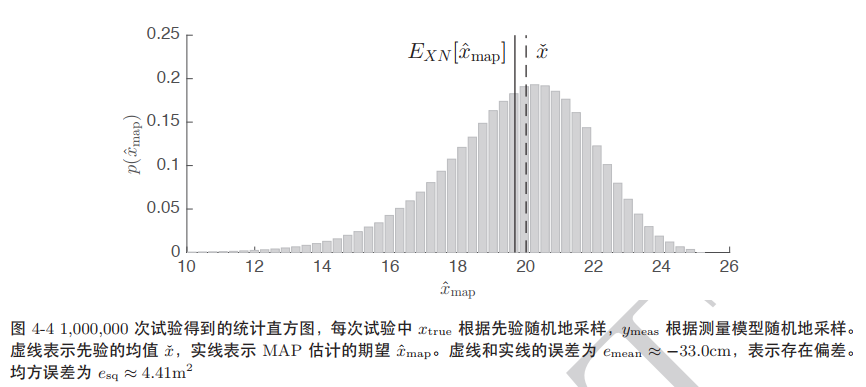 0.25
0.2
0.15
0.1
0.05
0
p(x̂map)
E_XN[x̂map]
x̌
10 12 14 16 18 20 22 24 26
x̂map
图 4-4 1,000,000 次试验得到的统计直方图，每次试验中 xtrue 根据先验随机地采样，ymeas 根据测量模型随机地采样。
虚线表示先验的均值 x̌，实线表示 MAP 估计的期望 x̂map。虚线和实线的误差为 emean ≈ −33.0cm，表示存在偏差。
均方误差为 esq ≈ 4.41m²